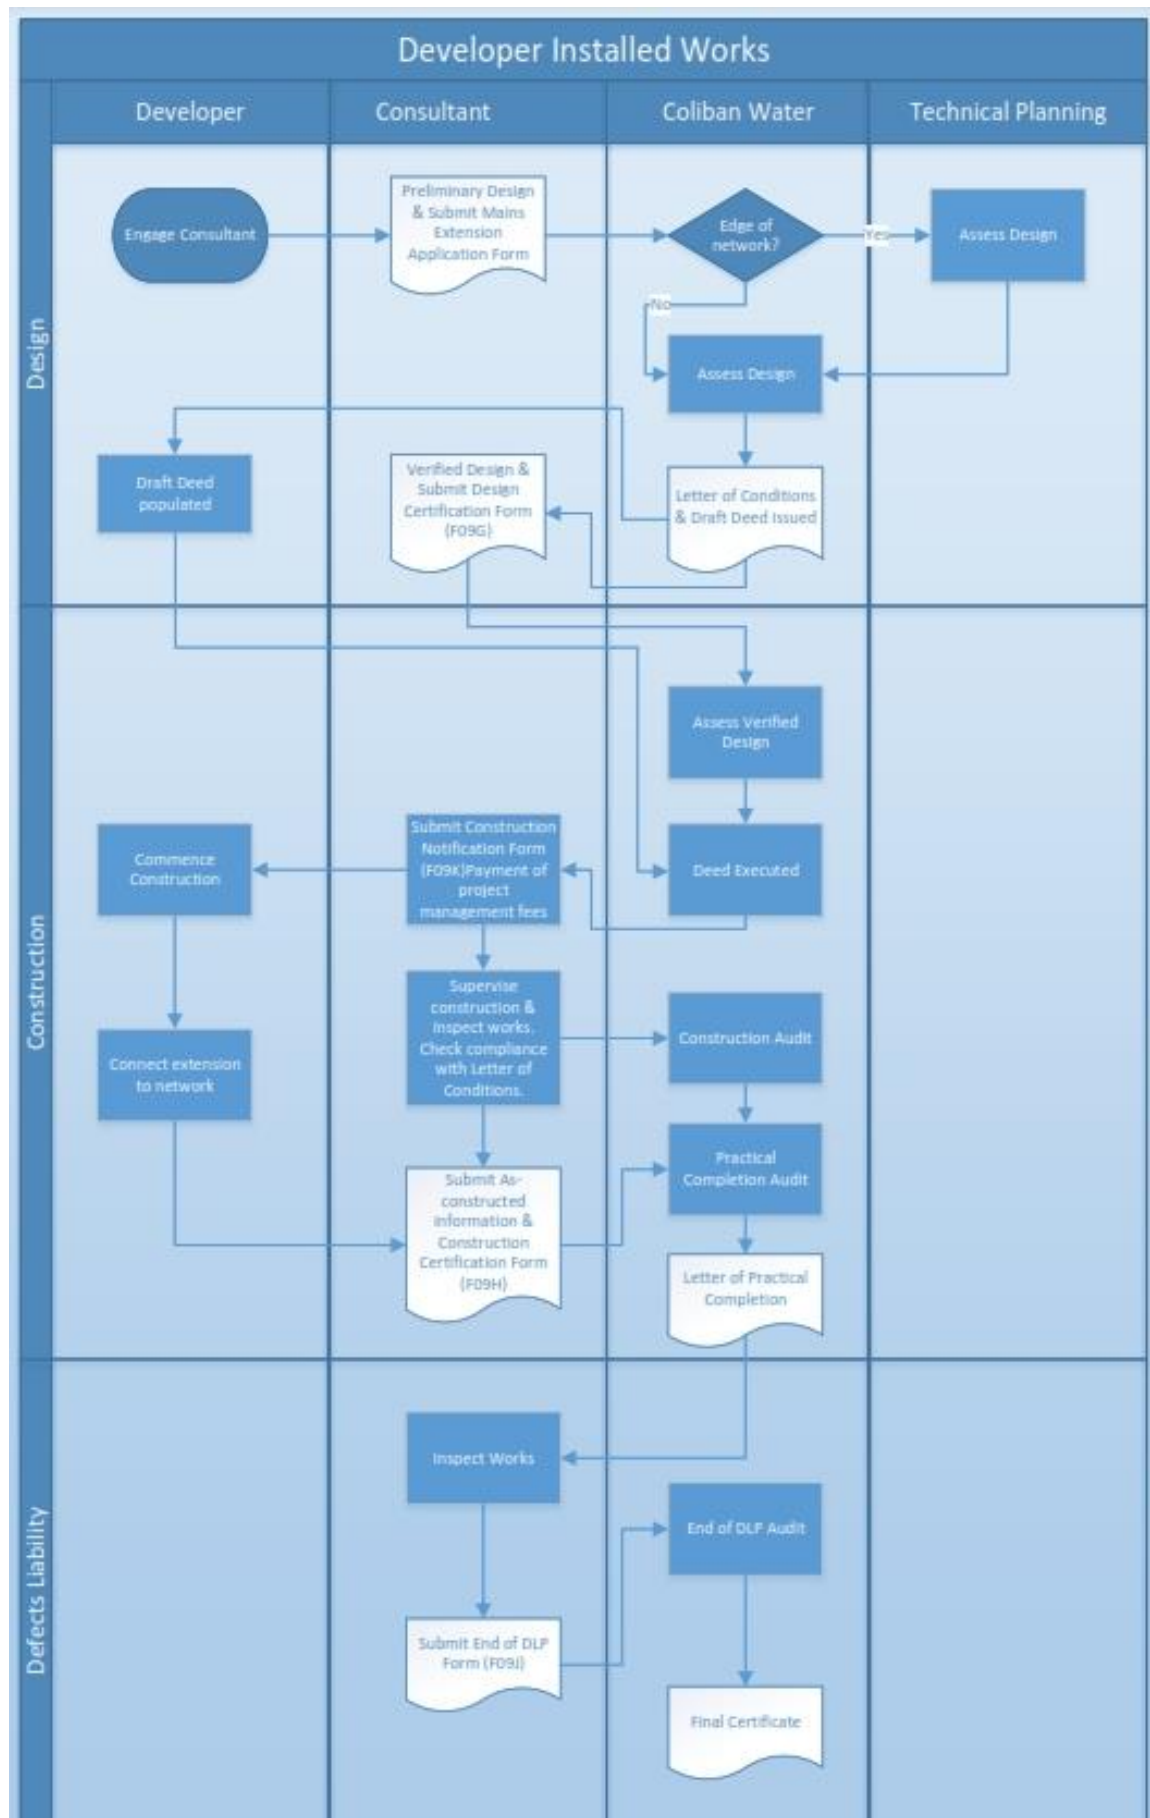 Developer Installed Works
Developer
Consultant
Coliban Water
Technical Planning
Design
Engage Consultant
Preliminary Design
& Submit Mains
Extension
Application Form
Edge of
network?
Yes
Assess Design
No
Assess Design
Draft Deed
populated
Verified Design &
Submit Design
Certification Form
(F09G)
Letter of Conditions
& Draft Deed Issued
Construction
Assess Verified
Design
Commence
Construction
Submit Construction
Notification Form
(F09K)Payment of
project
management fees
Deed Executed
Supervise
construction &
inspect works.
Check compliance
with Letter of
Conditions.
Construction Audit
Connect extension
to network
Practical
Completion Audit
Submit As-
constructed
information &
Construction
Certification Form
(F09H)
Letter of Practical
Completion
Defects Liability
Inspect Works
End of DLP Audit
Submit End of DLP
Form (F09J)
Final Certificate